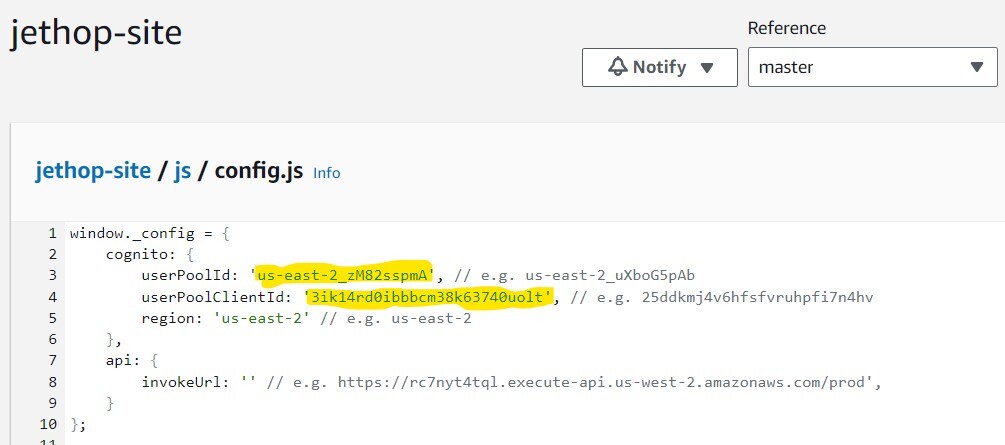 jethop-site
Reference
Notify
master
jethop-site / js / config.js Info
1 window._config = {
2 cognito: {
3 userPoolId: 'us-east-2_zM82sspmA', // e.g. us-east-2_uXboG5pAb
4 userPoolClientId: '3ik14rd0ibbbcm38k63740uolt', // e.g. 25ddkmj4v6hfsfvruhpfi7n4hv
5 region: 'us-east-2' // e.g. us-east-2
6 },
7 api: {
8 invokeUrl: '' // e.g. https://rc7nyt4tql.execute-api.us-west-2.amazonaws.com/prod',
9 }
10 };
11